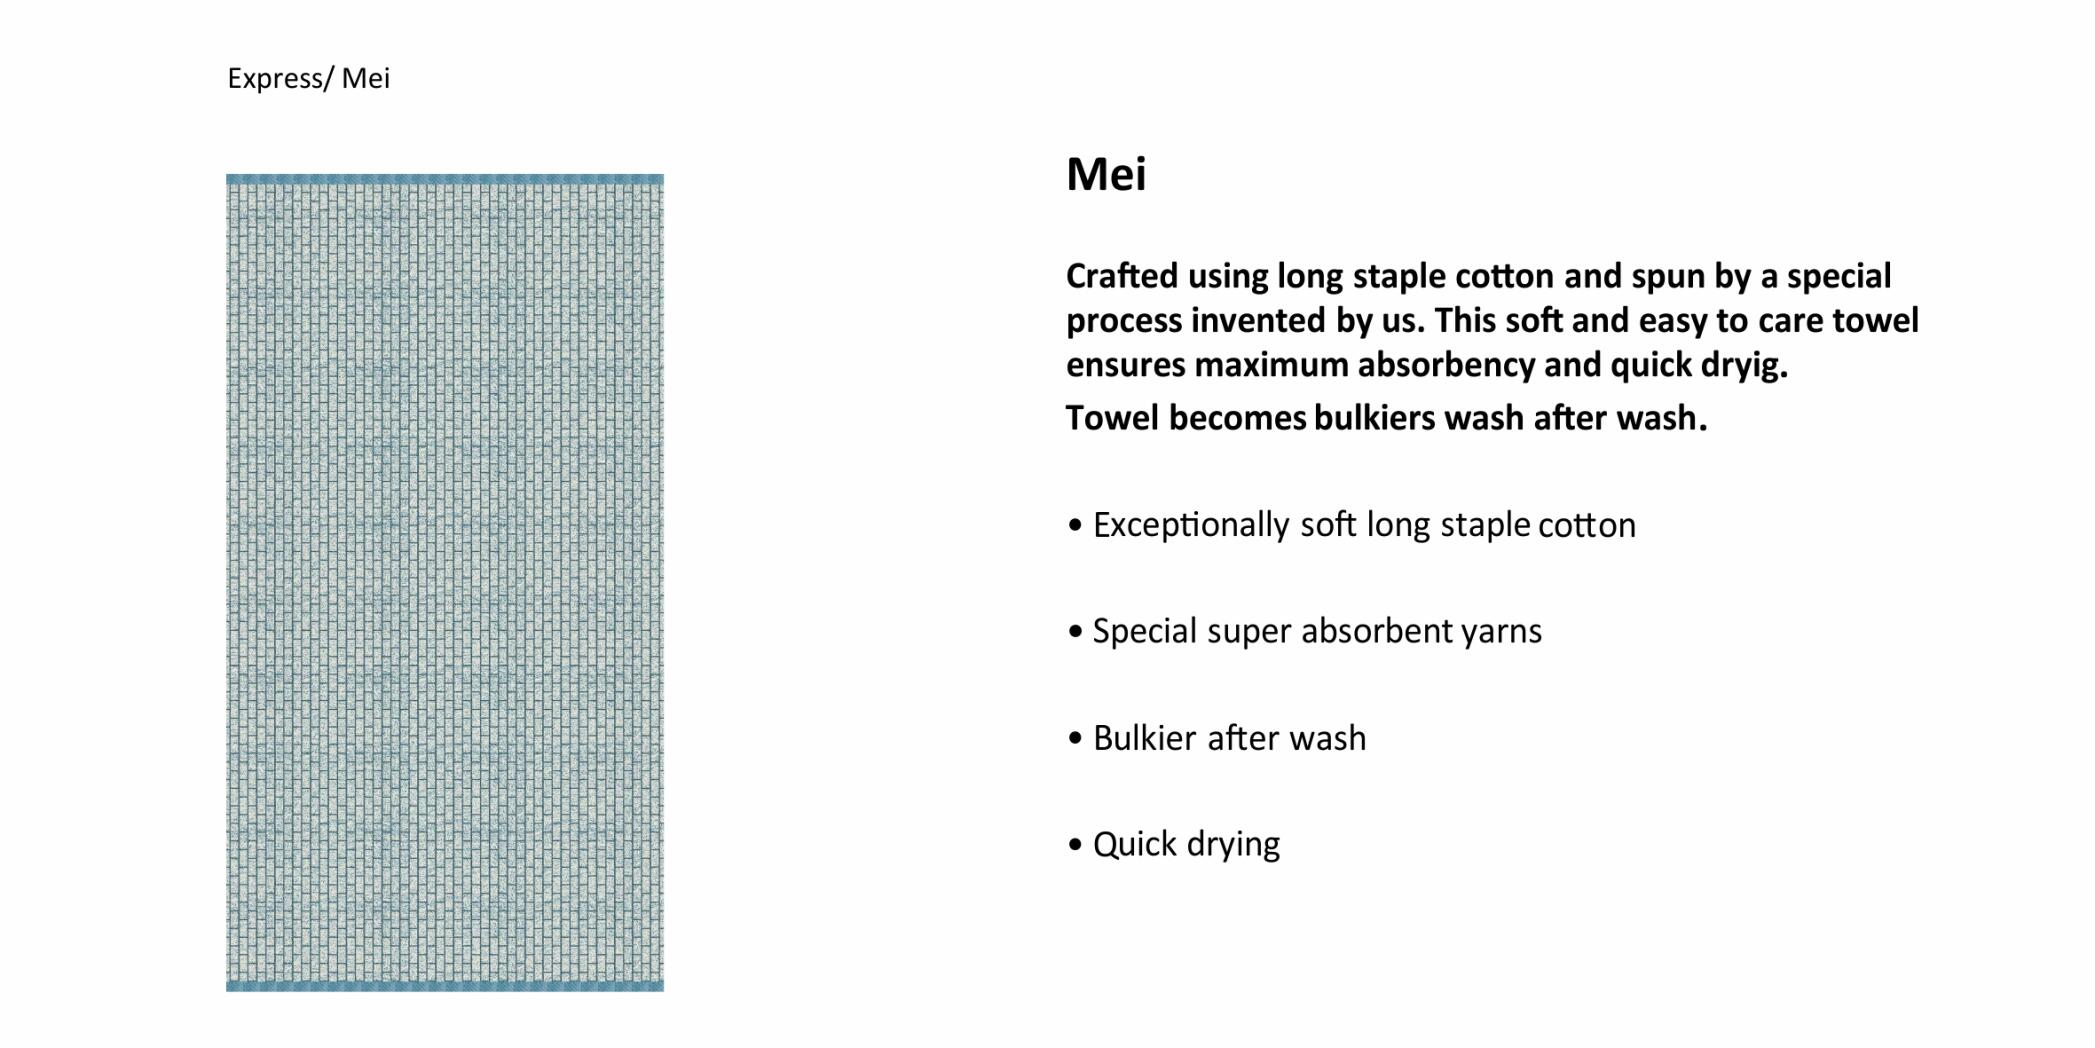 Express/ Mei
Mei
Crafted using long staple cotton and spun by a special
process invented by us. This soft and easy to care towel
ensures maximum absorbency and quick dryig.
Towel becomes bulkiers wash after wash.
• Exceptionally soft long staple cotton
• Special super absorbent yarns
• Bulkier after wash
• Quick drying